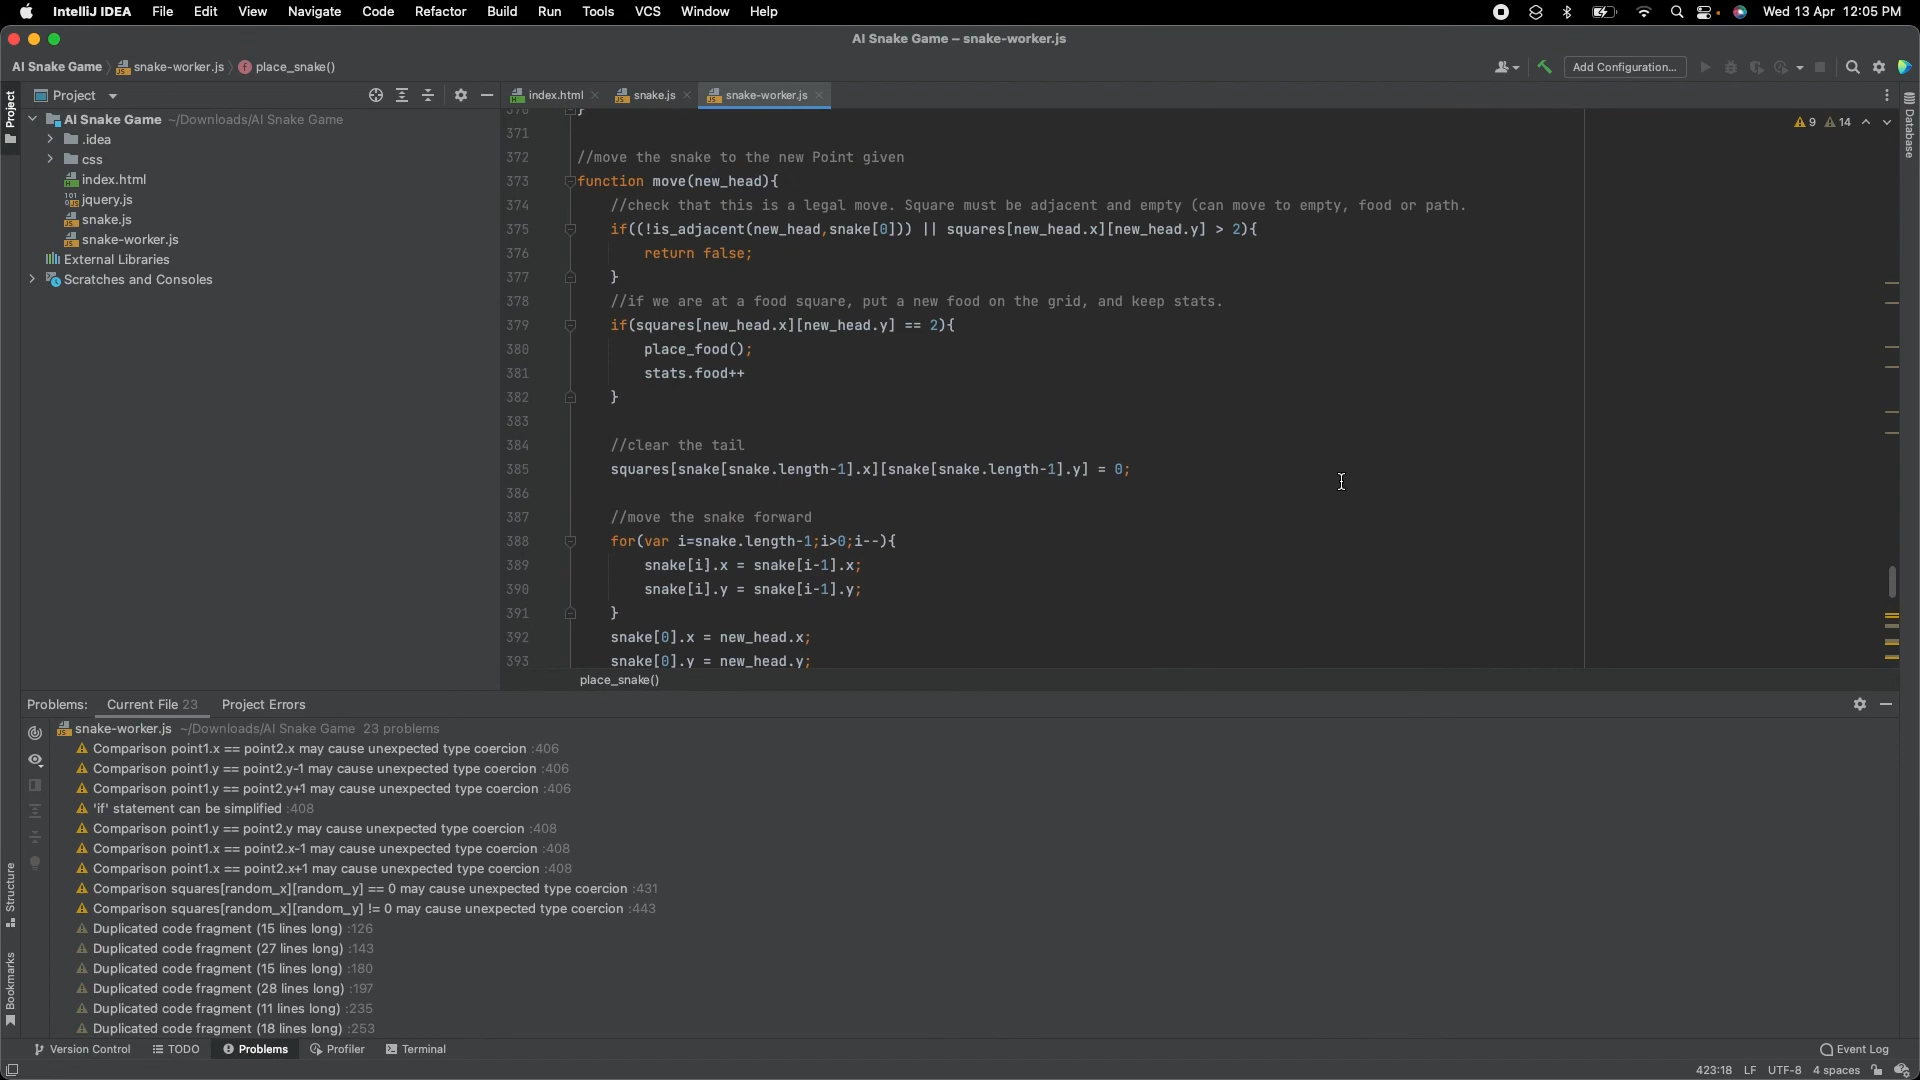 IntelliJ IDEA File Edit View Navigate Code Refactor Build Run Tools VCS Window Help Wed 13 Apr 12:05 PM
AI Snake Game – snake-worker.js
AI Snake Game snake-worker.js place_snake() Add Configuration...
Project index.html snake.js snake-worker.js
Project
Database
AI Snake Game ~/Downloads/AI Snake Game
.idea
css
index.html
jquery.js
snake.js
snake-worker.js
External Libraries
Scratches and Consoles
9 14
370 }
371
372 //move the snake to the new Point given
373 function move(new_head){
374 //check that this is a legal move. Square must be adjacent and empty (can move to empty, food or path.
375 if((!is_adjacent(new_head,snake[0])) || squares[new_head.x][new_head.y] > 2){
376 return false;
377 }
378 //if we are at a food square, put a new food on the grid, and keep stats.
379 if(squares[new_head.x][new_head.y] == 2){
380 place_food();
381 stats.food++
382 }
383
384 //clear the tail
385 squares[snake[snake.length-1].x][snake[snake.length-1].y] = 0;
386
387 //move the snake forward
388 for(var i=snake.length-1;i>0;i--){
389 snake[i].x = snake[i-1].x;
390 snake[i].y = snake[i-1].y;
391 }
392 snake[0].x = new_head.x;
393 snake[0].y = new_head.y;
place_snake()
Problems: Current File 23 Project Errors
snake-worker.js ~/Downloads/AI Snake Game 23 problems
Comparison point1.x == point2.x may cause unexpected type coercion :406
Comparison point1.y == point2.y-1 may cause unexpected type coercion :406
Comparison point1.y == point2.y+1 may cause unexpected type coercion :406
'if' statement can be simplified :408
Comparison point1.y == point2.y may cause unexpected type coercion :408
Comparison point1.x == point2.x-1 may cause unexpected type coercion :408
Comparison point1.x == point2.x+1 may cause unexpected type coercion :408
Comparison squares[random_x][random_y] == 0 may cause unexpected type coercion :431
Comparison squares[random_x][random_y] != 0 may cause unexpected type coercion :443
Duplicated code fragment (15 lines long) :126
Duplicated code fragment (27 lines long) :143
Duplicated code fragment (15 lines long) :180
Duplicated code fragment (28 lines long) :197
Duplicated code fragment (11 lines long) :235
Duplicated code fragment (18 lines long) :253
Structure
Bookmarks
Version Control TODO Problems Profiler Terminal Event Log
423:18 LF UTF-8 4 spaces